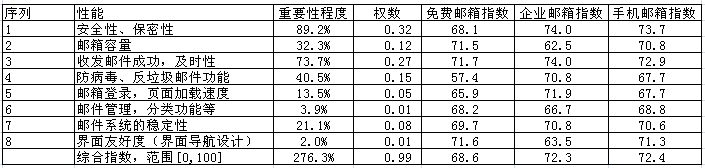 序列 性能 重要性程度 权数 免费邮箱指数 企业邮箱指数 手机邮箱指数
1 安全性、保密性 89.2% 0.32 68.1 74.0 73.7
2 邮箱容量 32.3% 0.12 71.5 62.5 70.8
3 收发邮件成功，及时性 73.7% 0.27 71.7 74.0 72.9
4 防病毒、反垃圾邮件功能 40.5% 0.15 57.4 70.8 67.7
5 邮箱登录，页面加载速度 13.5% 0.05 65.9 71.9 67.7
6 邮件管理，分类功能等 3.9% 0.01 68.2 66.7 68.8
7 邮件系统的稳定性 21.1% 0.08 69.7 70.8 70.6
8 界面友好度（界面导航设计） 2.0% 0.01 71.6 63.5 71.3
综合指数，范围[0,100] 276.3% 0.99 68.6 72.3 72.4